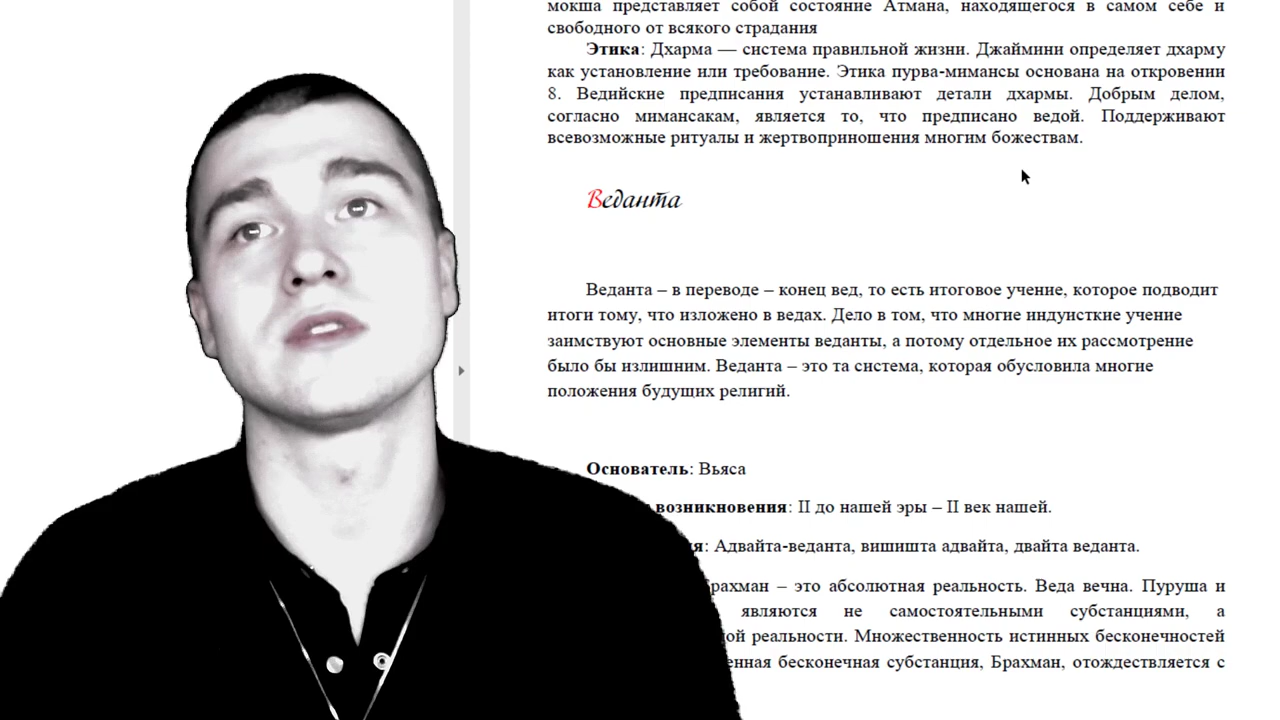 мокша представляет собой состояние Атмана, находящегося в самом себе и
свободного от всякого страдания
Этика: Дхарма — система правильной жизни. Джаймини определяет дхарму
как установление или требование. Этика пурва-мимансы основана на откровении
8. Ведийские предписания устанавливают детали дхармы. Добрым делом,
согласно мимансакам, является то, что предписано ведой. Поддерживают
всевозможные ритуалы и жертвоприношения многим божествам.
Веданта
Веданта – в переводе – конец вед, то есть итоговое учение, которое подводит
итоги тому, что изложено в ведах. Дело в том, что многие индуисткие учение
заимствуют основные элементы веданты, а потому отдельное их рассмотрение
было бы излишним. Веданта – это та система, которая обусловила многие
положения будущих религий.
Основатель: Вьяса
возникновения: II до нашей эры – II век нашей.
: Адвайта-веданта, вишишта адвайта, двайта веданта.
– это абсолютная реальность. Веда вечна. Пуруша и
являются не самостоятельными субстанциями, а
реальности. Множественность истинных бесконечностей
бесконечная субстанция, Брахман, отождествляется с